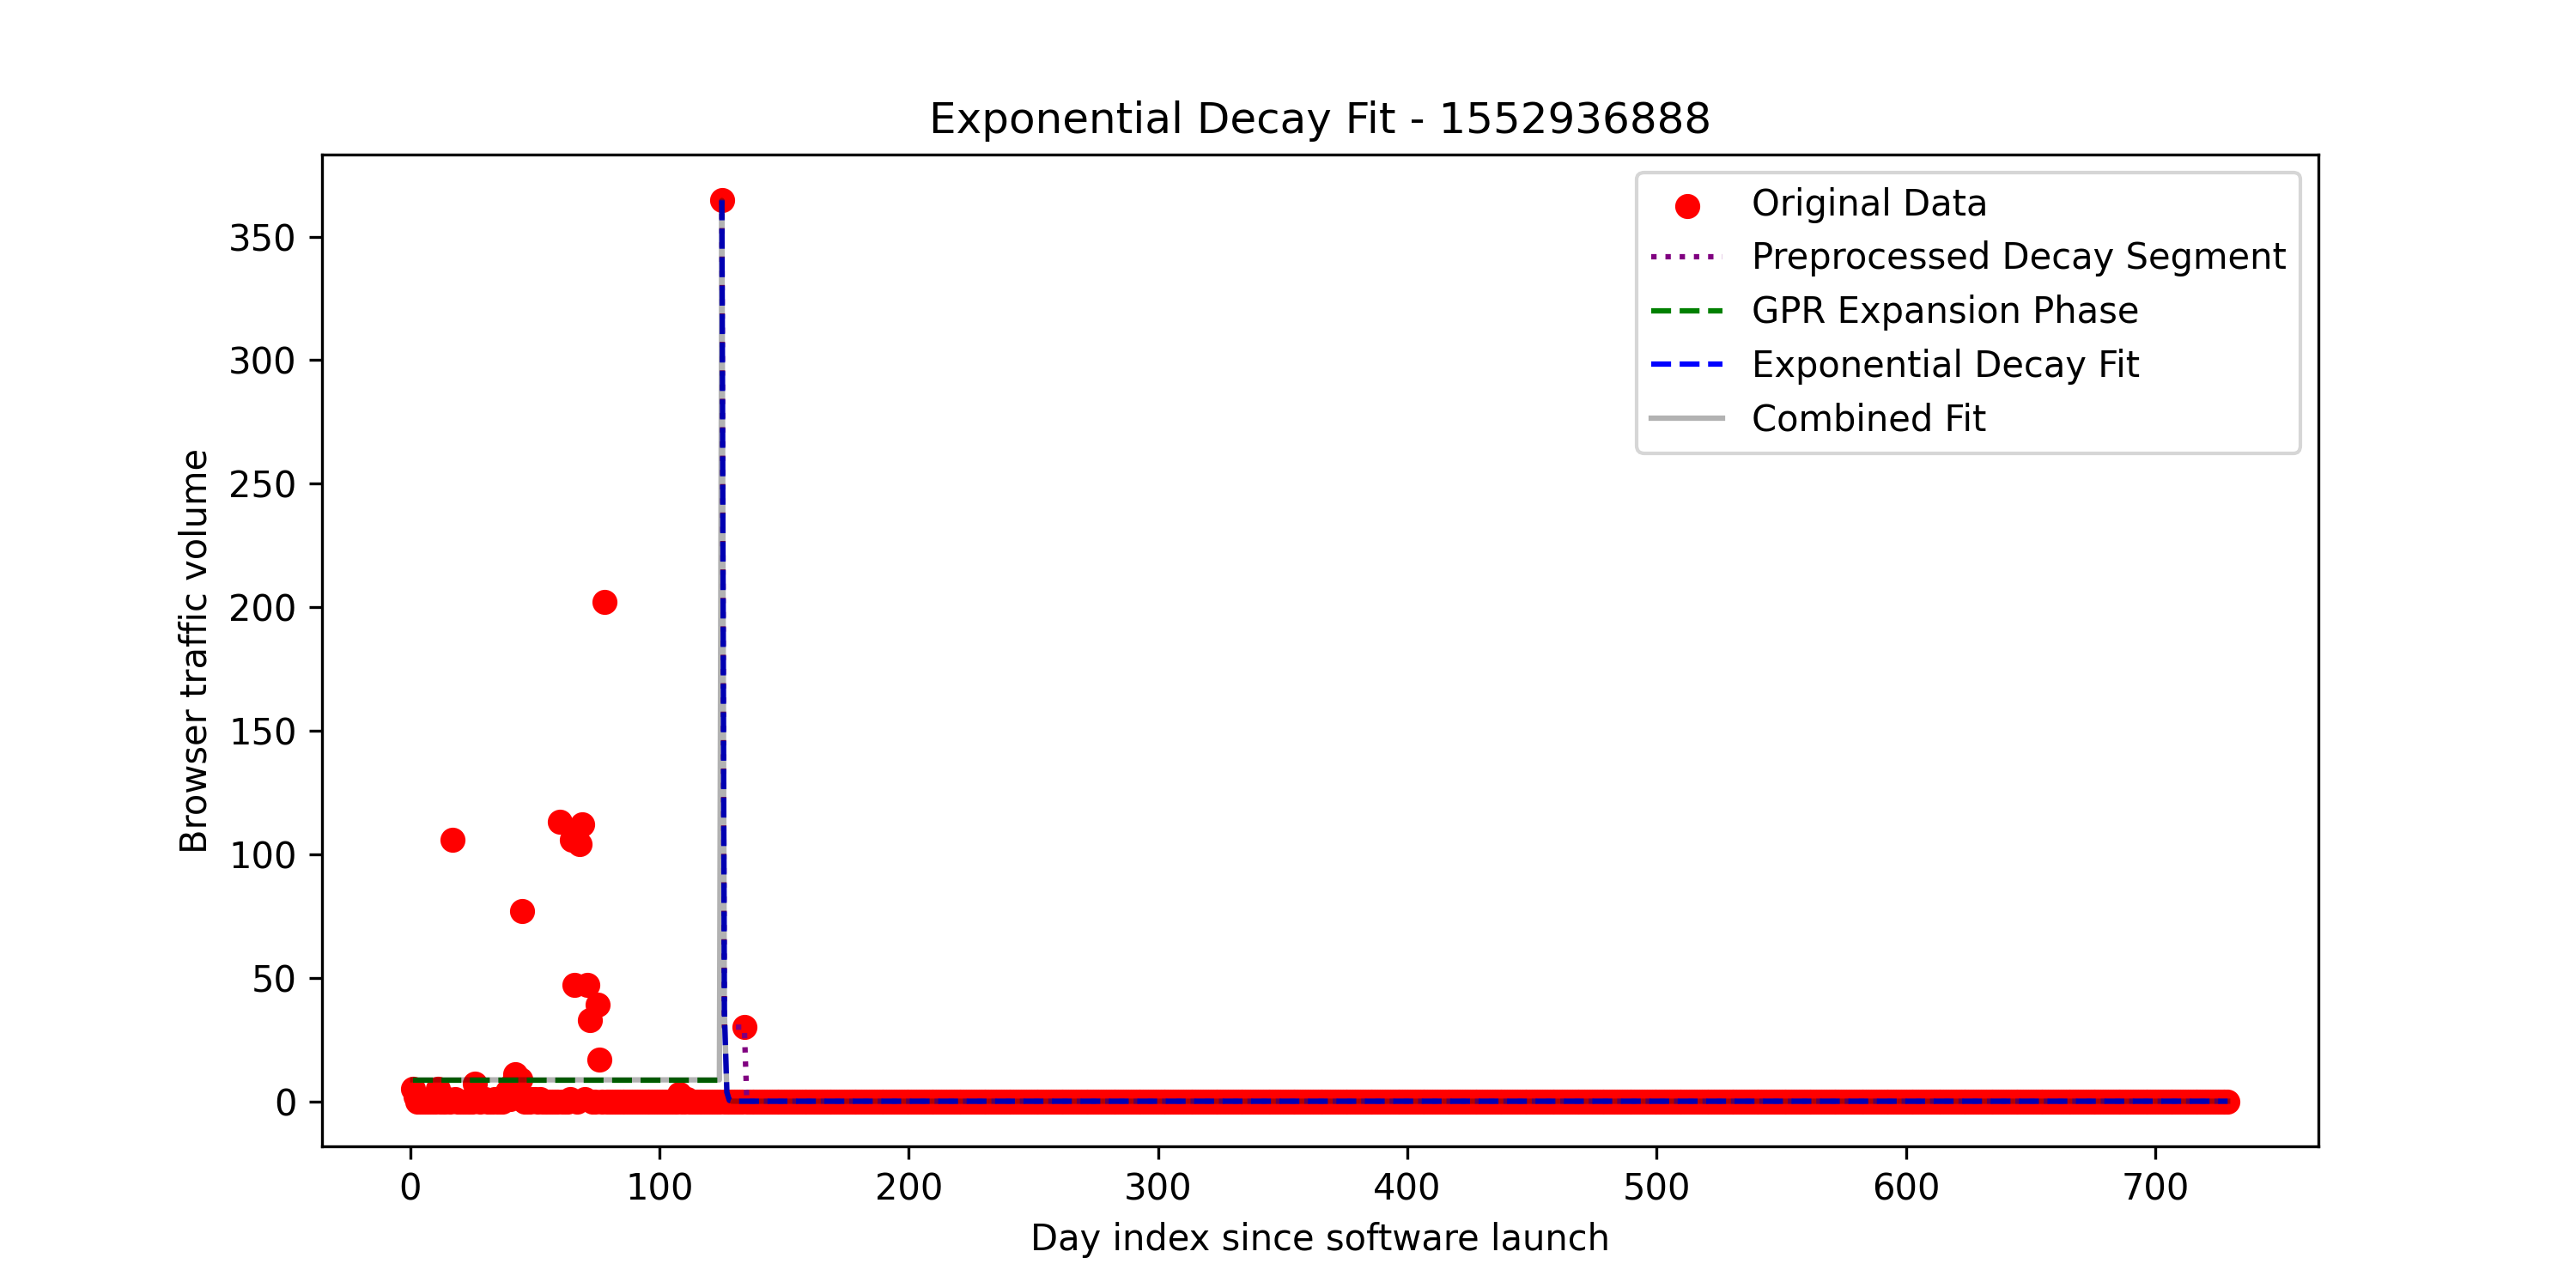 Exponential Decay Fit - 1552936888
Original Data
Preprocessed Decay Segment
GPR Expansion Phase
Exponential Decay Fit
Combined Fit
Browser traffic volume
350
300
250
200
150
100
50
0
0 100 200 300 400 500 600 700
Day index since software launch